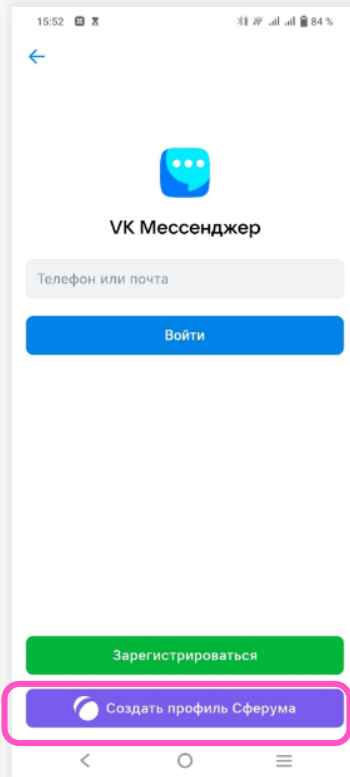 15:52 84 %
VK Мессенджер
Телефон или почта
Войти
Зарегистрироваться
Создать профиль Сферума